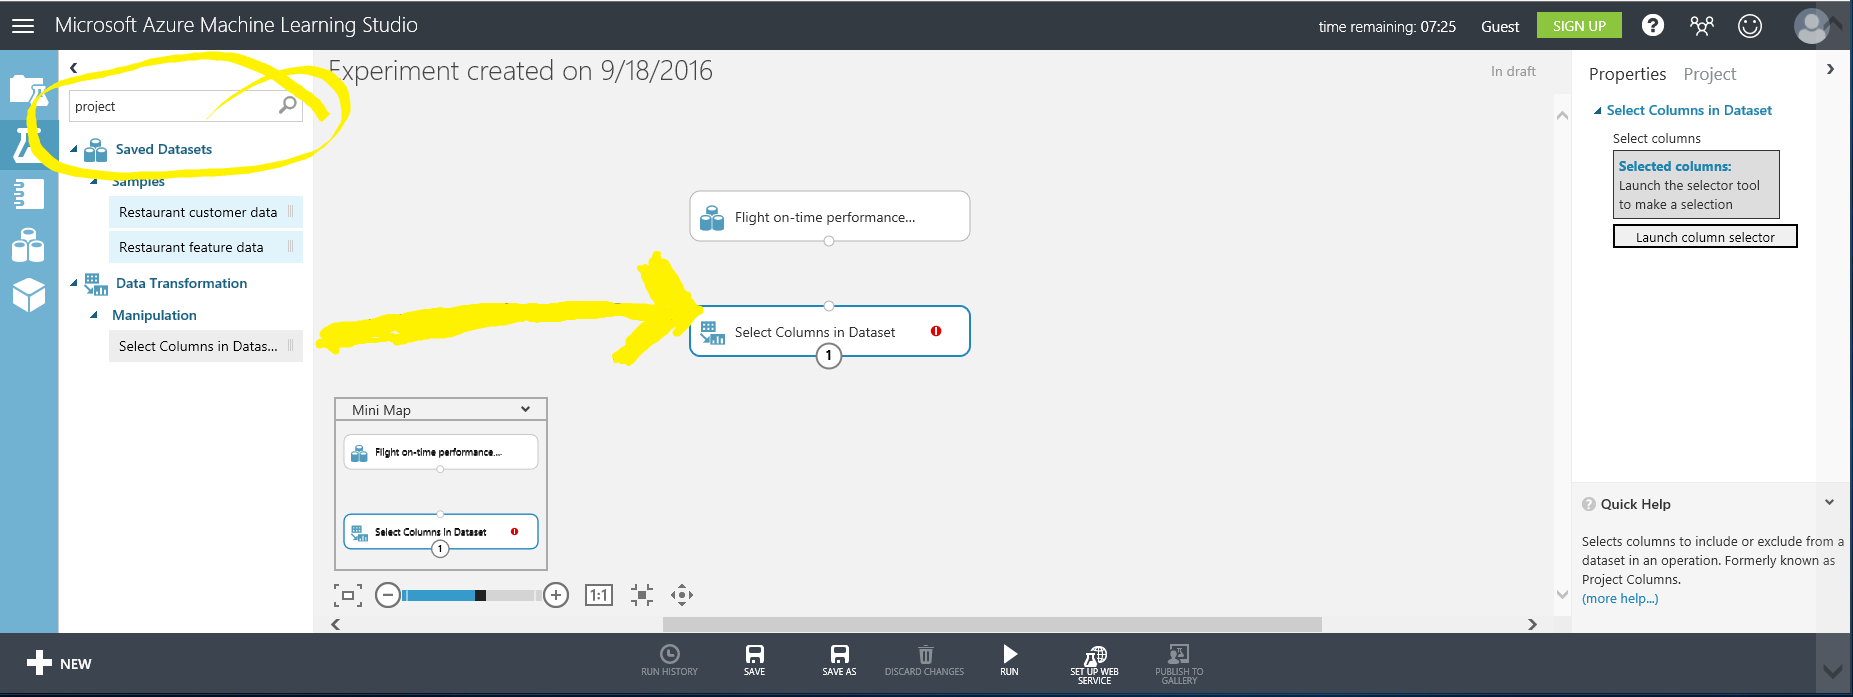 Microsoft Azure Machine Learning Studio
time remaining: 07:25
Guest
SIGN UP
?
project
Saved Datasets
Samples
Restaurant customer data
Restaurant feature data
Data Transformation
Manipulation
Select Columns in Datas...
Experiment created on 9/18/2016
In draft
Flight on-time performance...
Select Columns in Dataset
1
Mini Map
Flight on-time performance...
Select Columns in Dataset
1
1:1
Properties
Project
Select Columns in Dataset
Select columns
Selected columns:
Launch the selector tool
to make a selection
Launch column selector
? Quick Help
Selects columns to include or exclude from a
dataset in an operation. Formerly known as
Project Columns.
(more help...)
NEW
RUN HISTORY
SAVE
SAVE AS
DISCARD CHANGES
RUN
SET UP WEB
SERVICE
PUBLISH TO
GALLERY